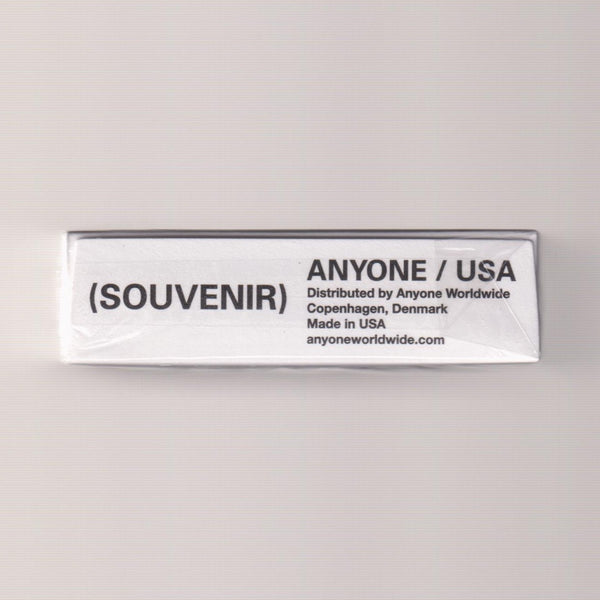 (SOUVENIR)
ANYONE / USA
Distributed by Anyone Worldwide
Copenhagen, Denmark
Made in USA
anyoneworldwide.com